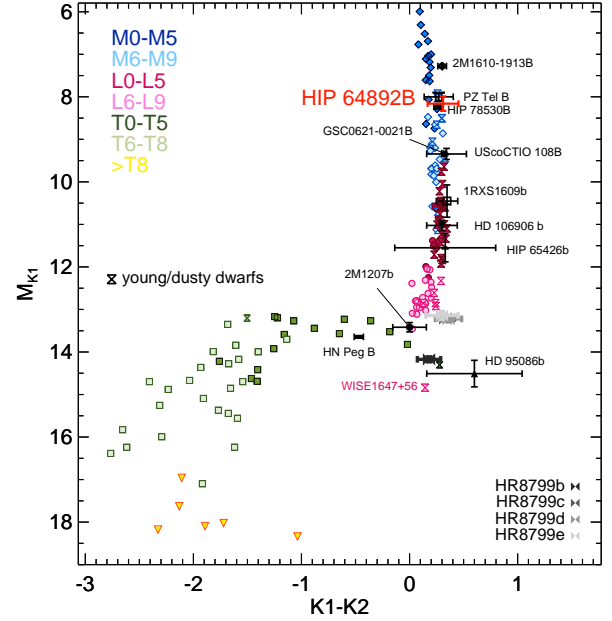 6
8
10
12
14
16
18
M_K1
M0-M5
M6-M9
L0-L5
L6-L9
T0-T5
T6-T8
>T8
2M1610-1913B
HIP 64892B
PZ Tel B
HIP 78530B
GSC0621-0021B
UScoCTIO 108B
1RXS1609b
HD 106906 b
HIP 65426b
young/dusty dwarfs
2M1207b
HN Peg B
HD 95086b
WISE1647+56
HR8799b
HR8799c
HR8799d
HR8799e
-3 -2 -1 0 1
K1-K2